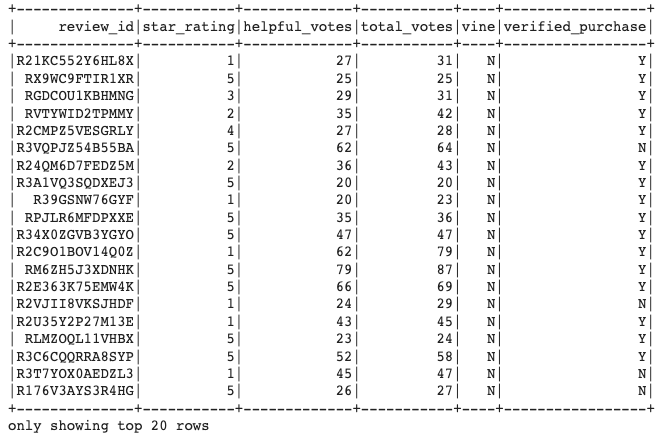 +--------------+-----------+-------------+-----------+----+-----------------+
|     review_id|star_rating|helpful_votes|total_votes|vine|verified_purchase|
+--------------+-----------+-------------+-----------+----+-----------------+
|R21KC552Y6HL8X|          1|           27|         31|   N|                Y|
| RX9WC9FTIR1XR|          5|           25|         25|   N|                Y|
| RGDCOU1KBHMNG|          3|           29|         31|   N|                Y|
| RVTYWID2TPMMY|          2|           35|         42|   N|                Y|
|R2CMPZ5VESGRLY|          4|           27|         28|   N|                Y|
|R3VQPJZ54B55BA|          5|           62|         64|   N|                N|
|R24QM6D7FEDZ5M|          2|           36|         43|   N|                Y|
|R3A1VQ3SQDXEJ3|          5|           20|         20|   N|                Y|
|  R39GSNW76GYF|          1|           20|         23|   N|                Y|
| RPJLR6MFDPXXE|          5|           35|         36|   N|                Y|
|R34X0ZGVB3YGYO|          5|           47|         47|   N|                Y|
|R2C9O1BOV14Q0Z|          1|           62|         79|   N|                Y|
| RM6ZH5J3XDNHK|          5|           79|         87|   N|                Y|
|R2E363K75EMW4K|          5|           66|         69|   N|                Y|
|R2VJII8VKSJHDF|          1|           24|         29|   N|                N|
|R2U35Y2P27M13E|          1|           43|         45|   N|                Y|
| RLMZOQL11VHBX|          5|           23|         24|   N|                Y|
|R3C6CQQRRA8SYP|          5|           52|         58|   N|                Y|
|R3T7YOX0AEDZL3|          1|           45|         47|   N|                N|
|R176V3AYS3R4HG|          5|           26|         27|   N|                N|
+--------------+-----------+-------------+-----------+----+-----------------+
only showing top 20 rows